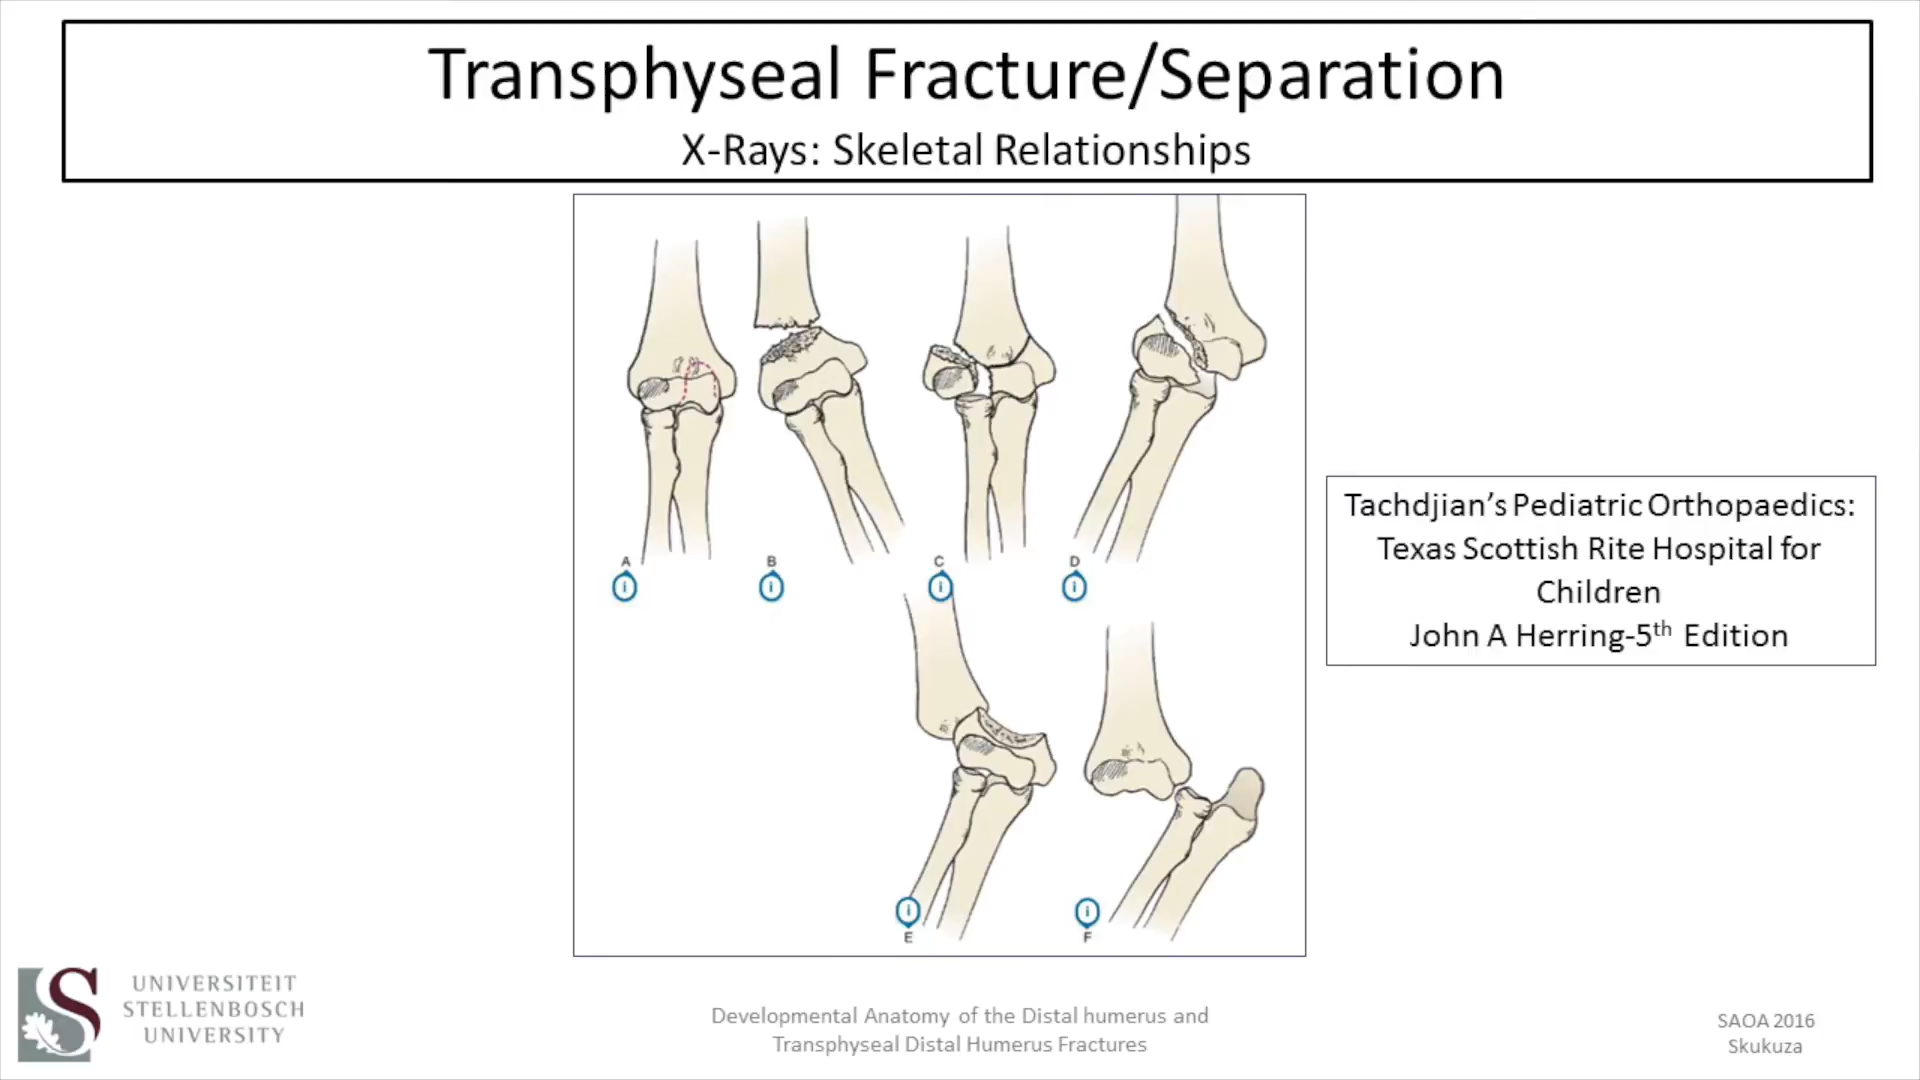 Transphyseal Fracture/Separation
X-Rays: Skeletal Relationships
A
B
C
D
i
i
i
i
Tachdjian's Pediatric Orthopaedics:
Texas Scottish Rite Hospital for
Children
John A Herring-5th Edition
i
i
E
F
UNIVERSITEIT
STELLENBOSCH
UNIVERSITY
Developmental Anatomy of the Distal humerus and
Transphyseal Distal Humerus Fractures
SAOA 2016
Skukuza